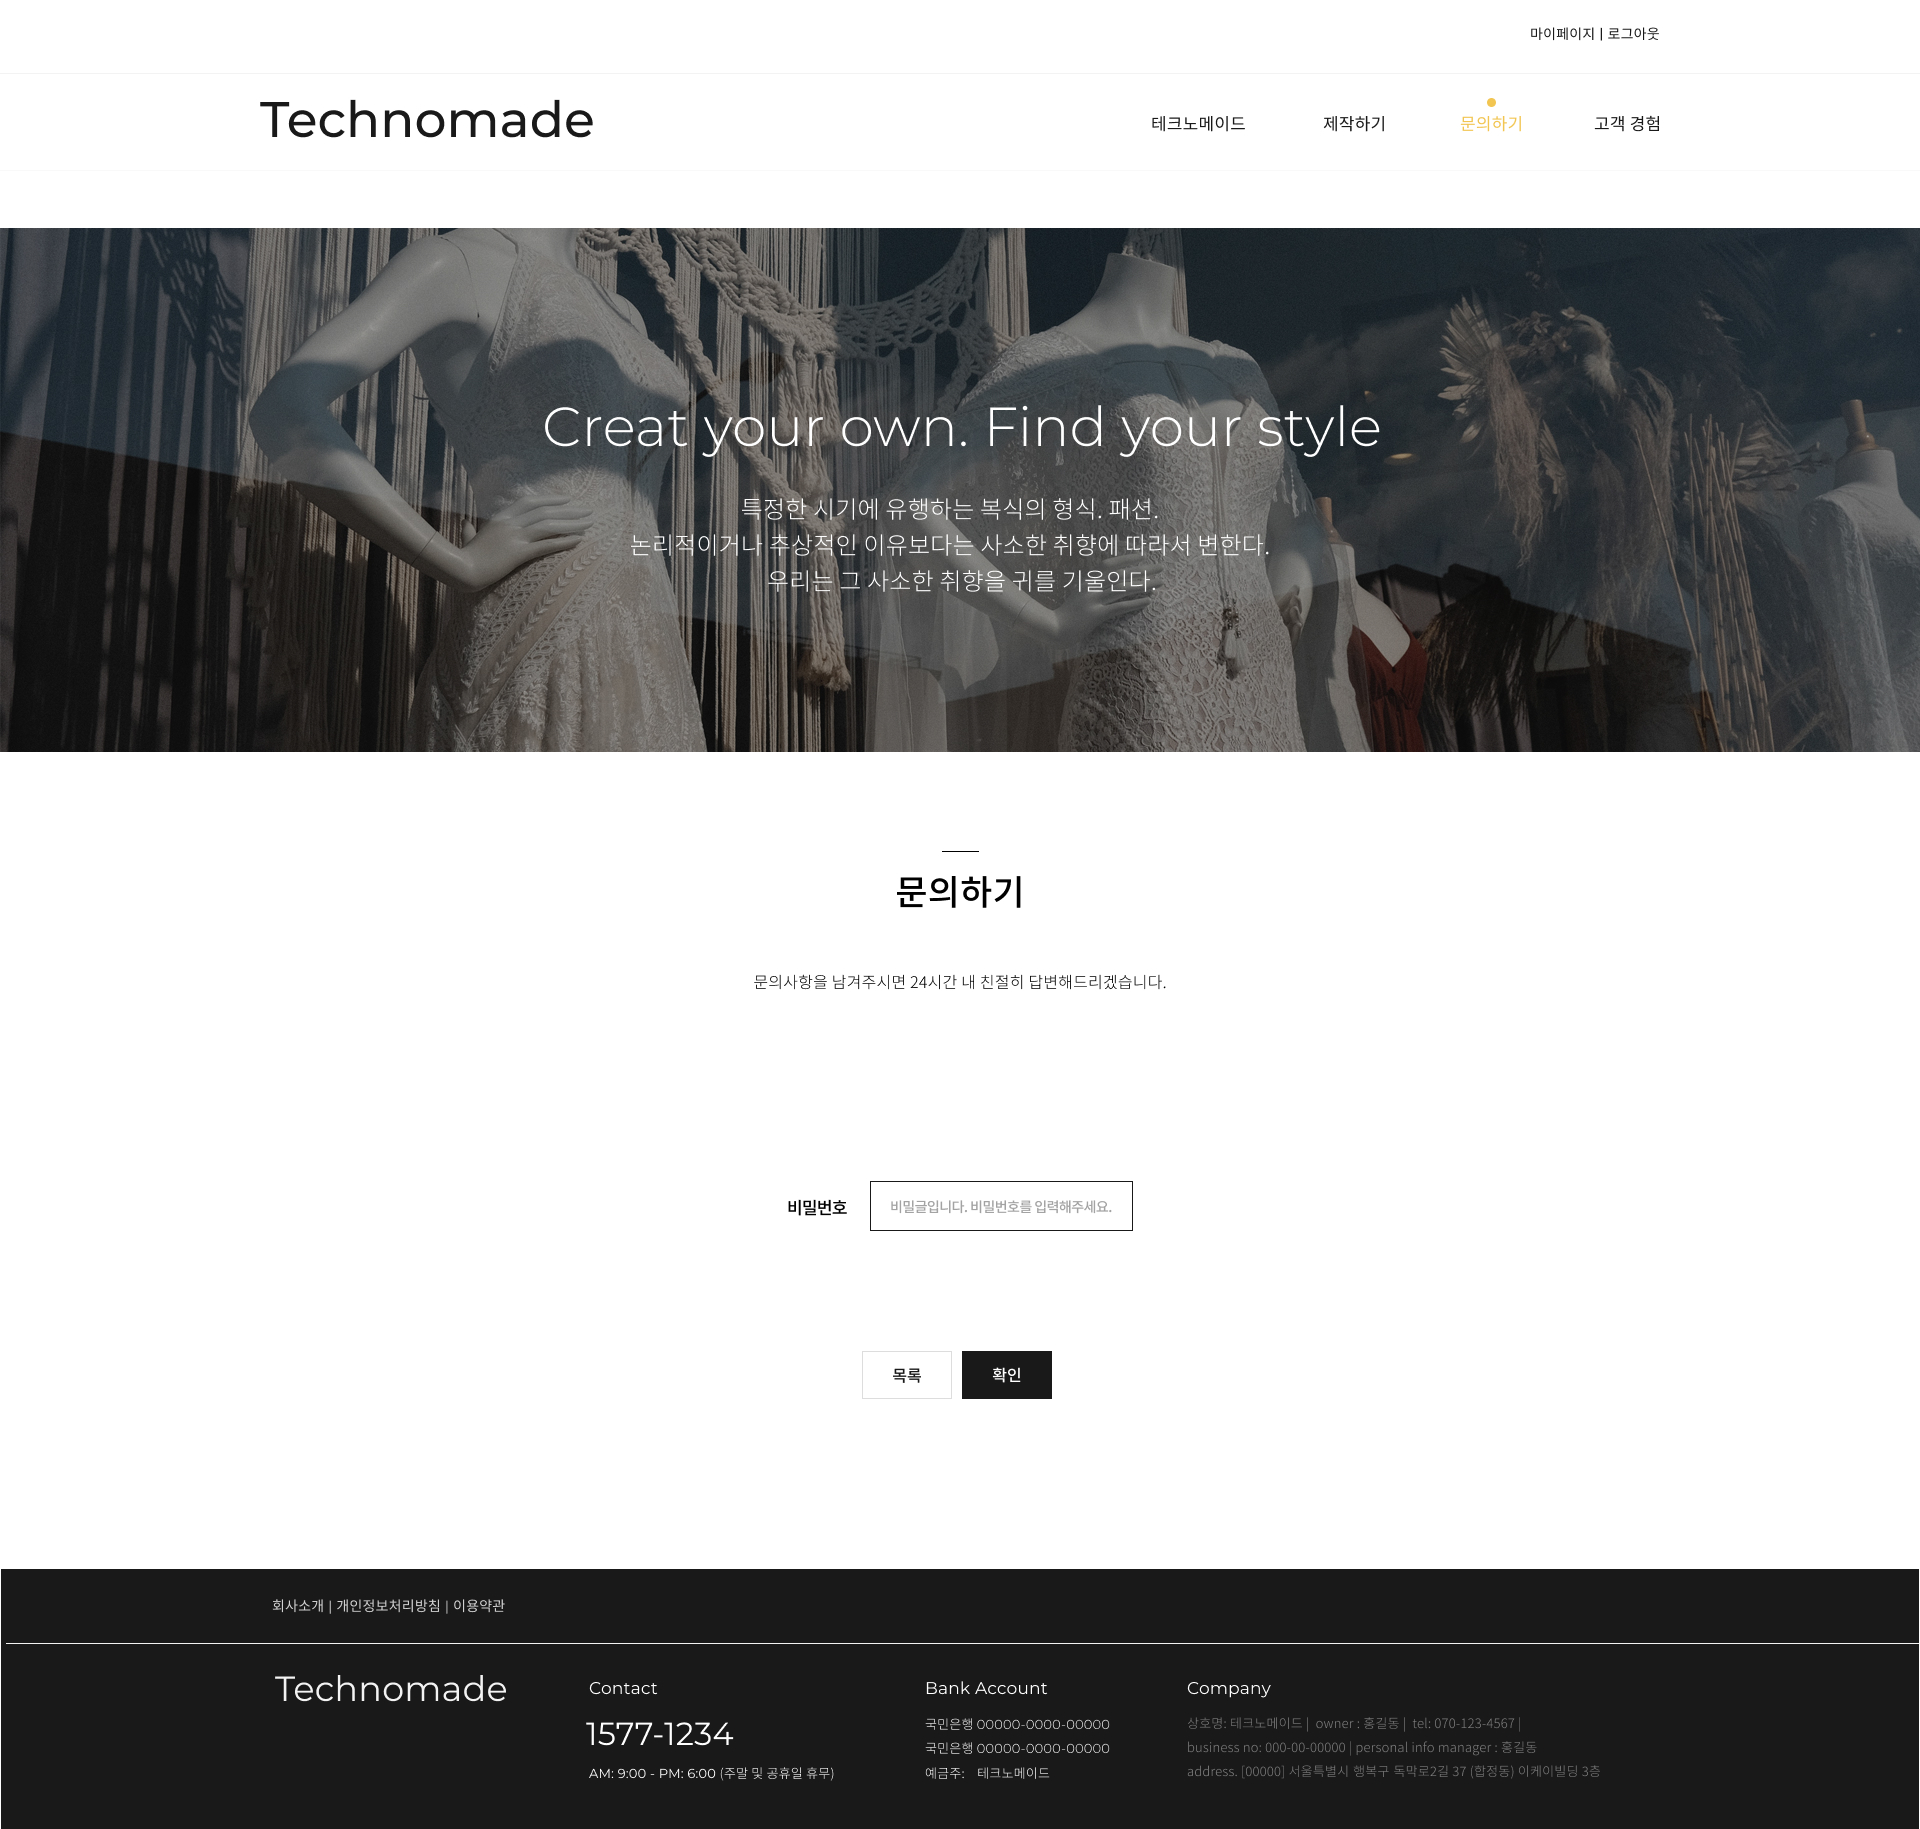 마이페이지 | 로그아웃
Technomade
테크노메이드 제작하기 문의하기 고객 경험
Creat your own. Find your style
특정한 시기에 유행하는 복식의 형식. 패션.
논리적이거나 추상적인 이유보다는 사소한 취향에 따라서 변한다.
우리는 그 사소한 취향을 귀를 기울인다.
문의하기
문의사항을 남겨주시면 24시간 내 친절히 답변해드리겠습니다.
비밀번호 비밀글입니다. 비밀번호를 입력해주세요.
목록 확인
회사소개 | 개인정보처리방침 | 이용약관
Technomade
Contact
1577-1234
AM: 9:00 - PM: 6:00 (주말 및 공휴일 휴무)
Bank Account
국민은행 00000-0000-00000
국민은행 00000-0000-00000
예금주: 테크노메이드
Company
상호명: 테크노메이드 | owner : 홍길동 | tel: 070-123-4567 |
business no: 000-00-00000 | personal info manager : 홍길동
address. [00000] 서울특별시 행복구 독막로2길 37 (합정동) 이케이빌딩 3층